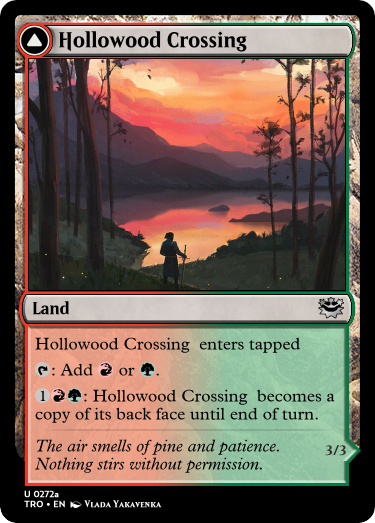 Hollowood Crossing
Land
Hollowood Crossing enters tapped
: Add or .
1 : Hollowood Crossing becomes a
copy of its back face until end of turn.
The air smells of pine and patience.
Nothing stirs without permission.
3/3
U 0272a
TRO • EN Vlada Yakavenka